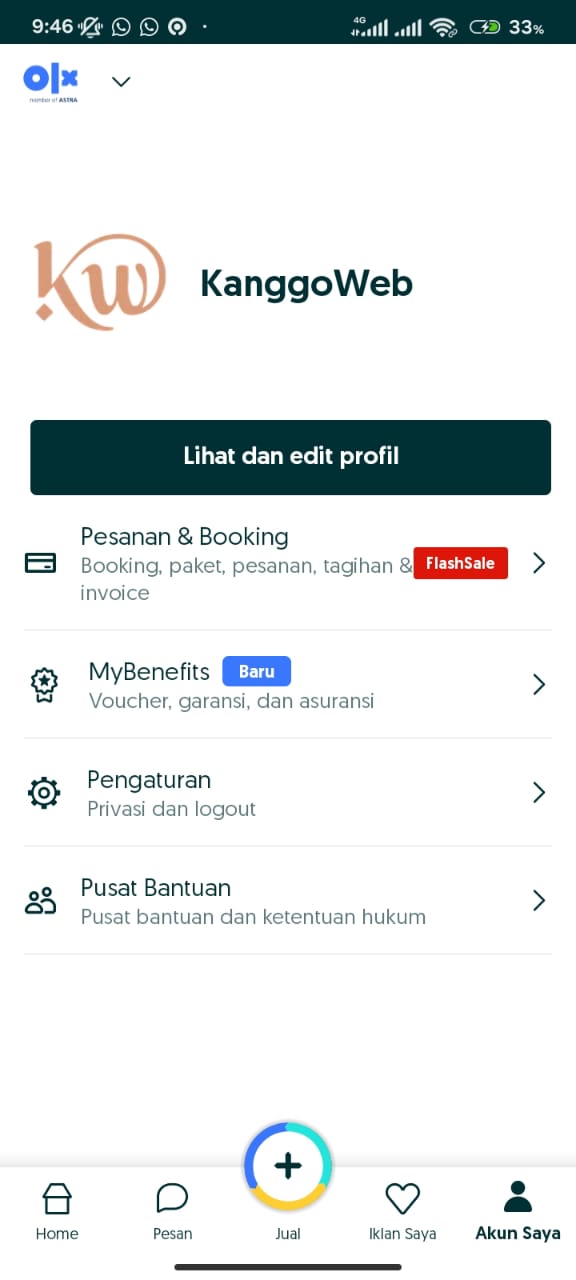 9:46
4G
33%
olx
member of ASTRA
kw
KanggoWeb
Lihat dan edit profil
Pesanan & Booking
Booking, paket, pesanan, tagihan &
invoice
FlashSale
MyBenefits Baru
Voucher, garansi, dan asuransi
Pengaturan
Privasi dan logout
Pusat Bantuan
Pusat bantuan dan ketentuan hukum
Home
Pesan
Jual
Iklan Saya
Akun Saya